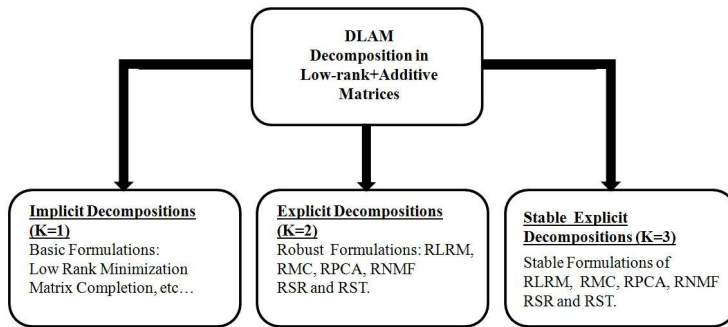 DLAM
Decomposition in
Low-rank+Additive
Matrices
Implicit Decompositions
(K=1)
Basic Formulations:
Low Rank Minimization
Matrix Completion, etc…
Explicit Decompositions
(K=2)
Robust Formulations: RLRM,
RMC, RPCA, RNMF
RSR and RST.
Stable Explicit
Decompositions (K=3)
Stable Formulations of
RLRM, RMC, RPCA, RNMF
RSR and RST.